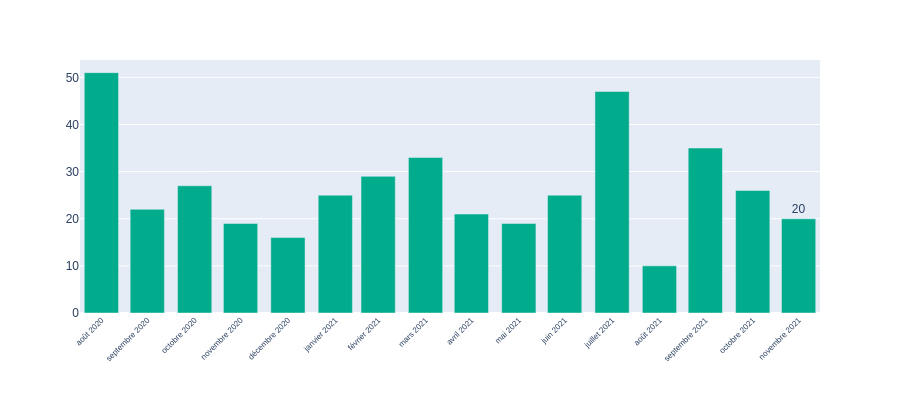 50
40
30
20
10
0
20
août 2020
septembre 2020
octobre 2020
novembre 2020
décembre 2020
janvier 2021
février 2021
mars 2021
avril 2021
mai 2021
juin 2021
juillet 2021
août 2021
septembre 2021
octobre 2021
novembre 2021